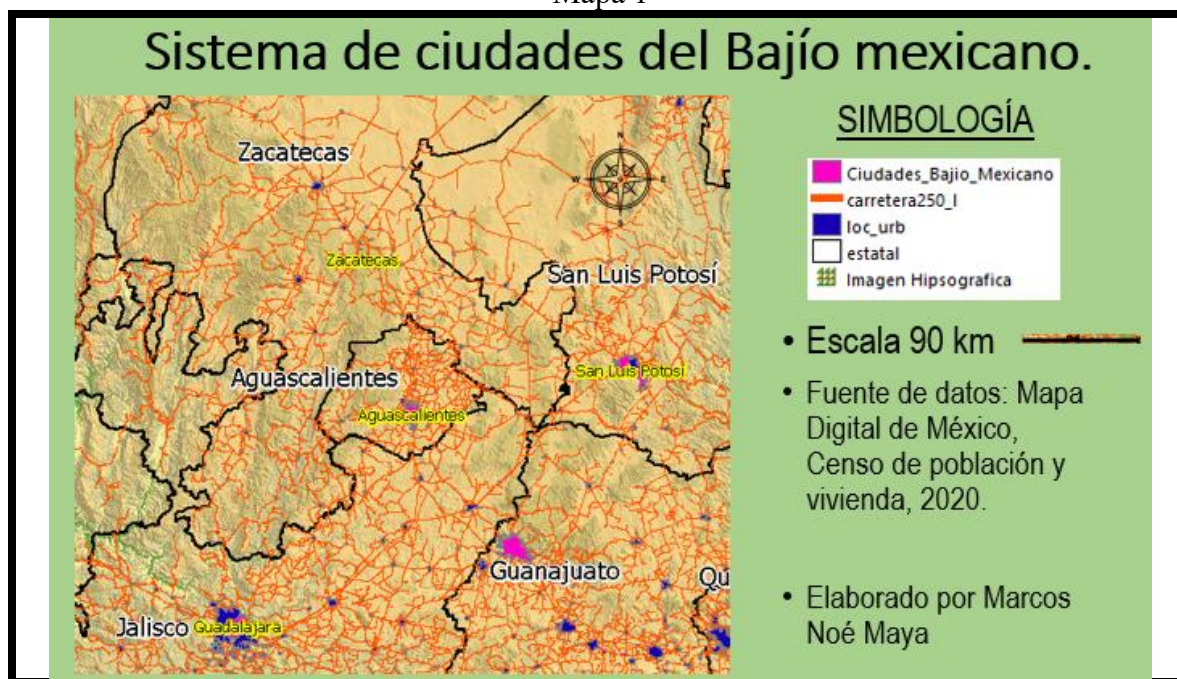 Mapa 1
Sistema de ciudades del Bajío mexicano.
SIMBOLOGÍA
Ciudades_Bajio_Mexicano
carretera250_l
loc_urb
estatal
Imagen Hipsografica
• Escala 90 km
• Fuente de datos: Mapa
Digital de México,
Censo de población y
vivienda, 2020.
• Elaborado por Marcos
Noé Maya
Zacatecas
N
W
E
S
Zacatecas
San Luis Potosí
Aguascalientes
San Luis Potosí
Aguascalientes
Guanajuato
Qu
Jalisco
Guadalajara